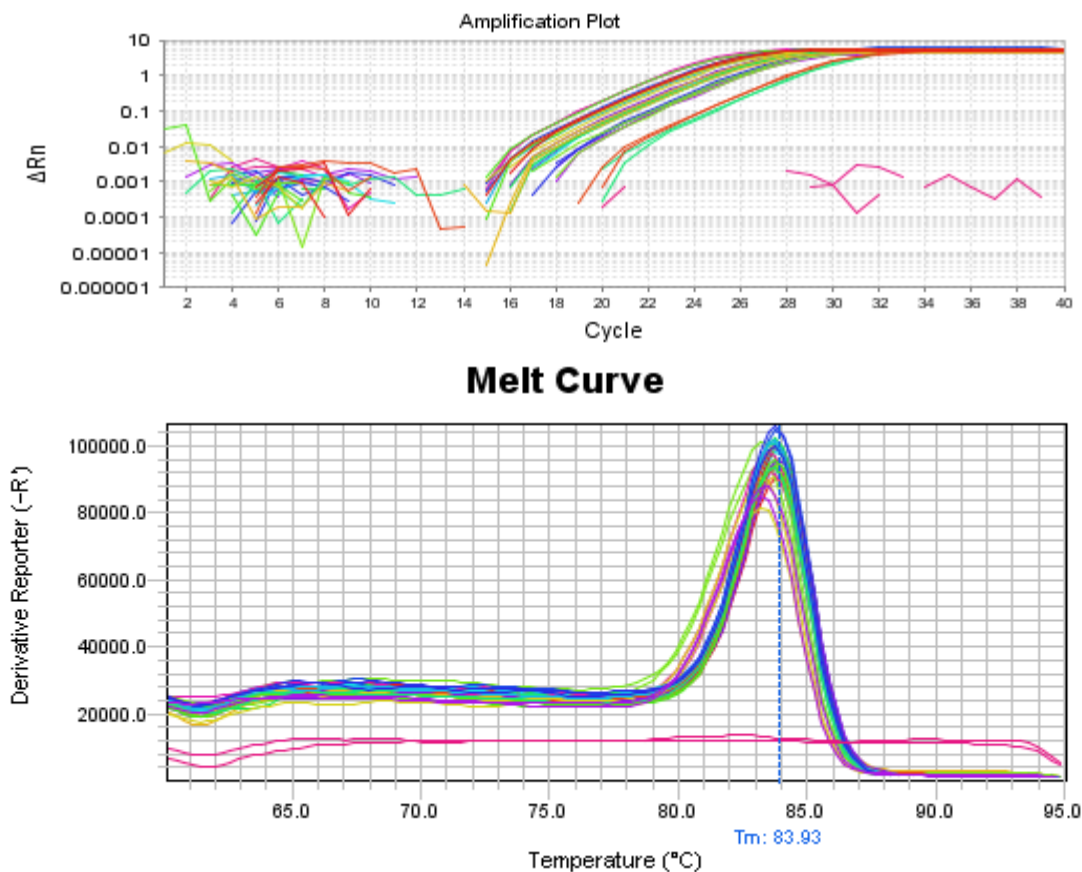 Amplification Plot
10
1
0.1
0.01
0.001
0.0001
0.00001
0.000001
ΔRn
2 4 6 8 10 12 14 16 18 20 22 24 26 28 30 32 34 36 38 40
Cycle
Melt Curve
100000.0
80000.0
60000.0
40000.0
20000.0
Derivative Reporter (-R')
65.0 70.0 75.0 80.0 85.0 90.0 95.0
Tm: 83.93
Temperature (°C)